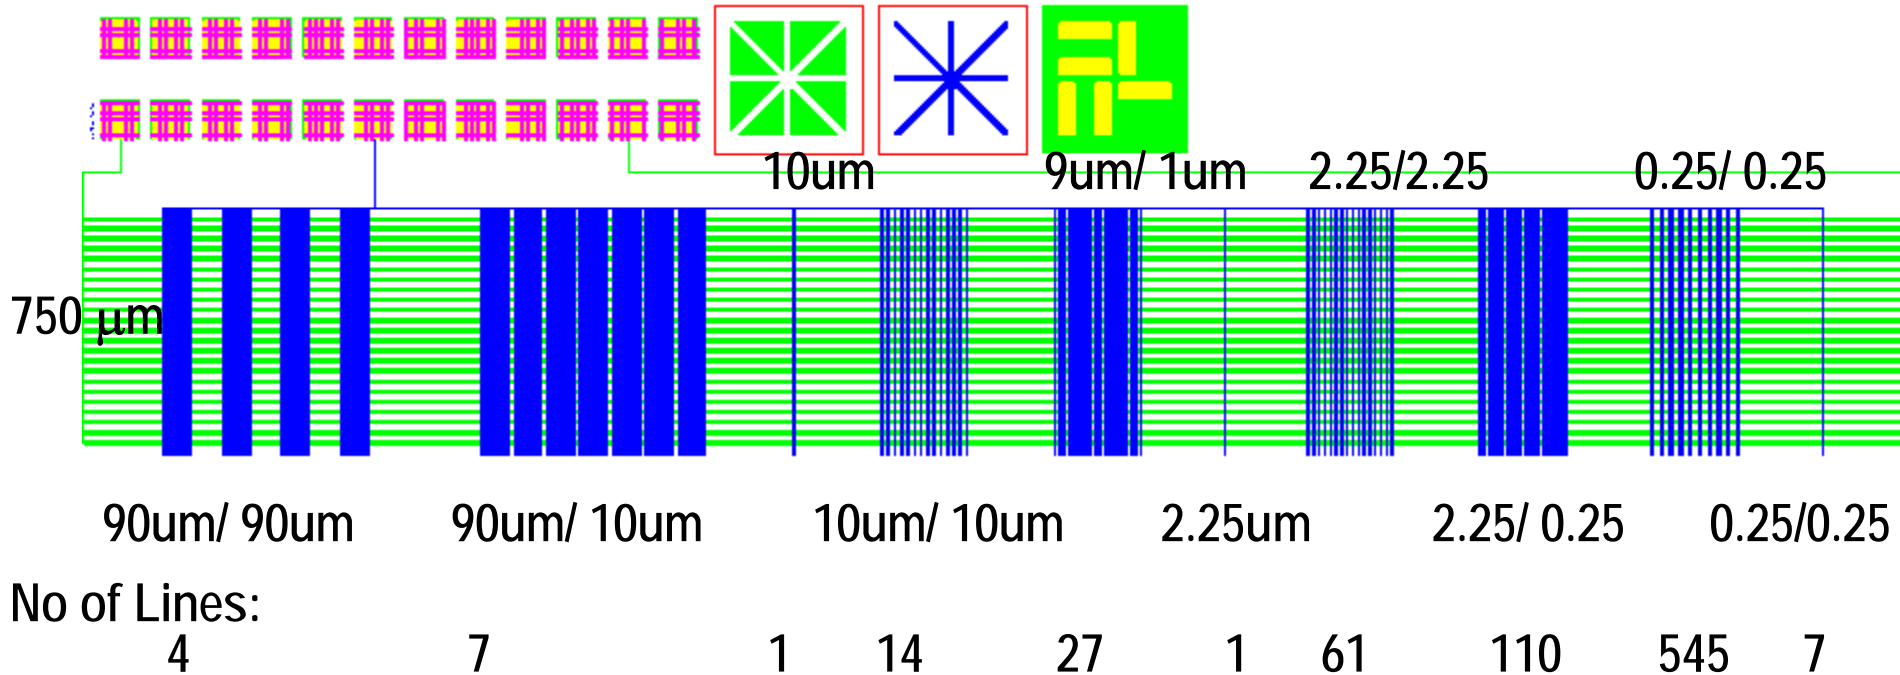 10um 9um/ 1um 2.25/2.25 0.25/ 0.25
750 μm
90um/ 90um 90um/ 10um 10um/ 10um 2.25um 2.25/ 0.25 0.25/0.25
No of Lines:
4 7 1 14 27 1 61 110 545 7